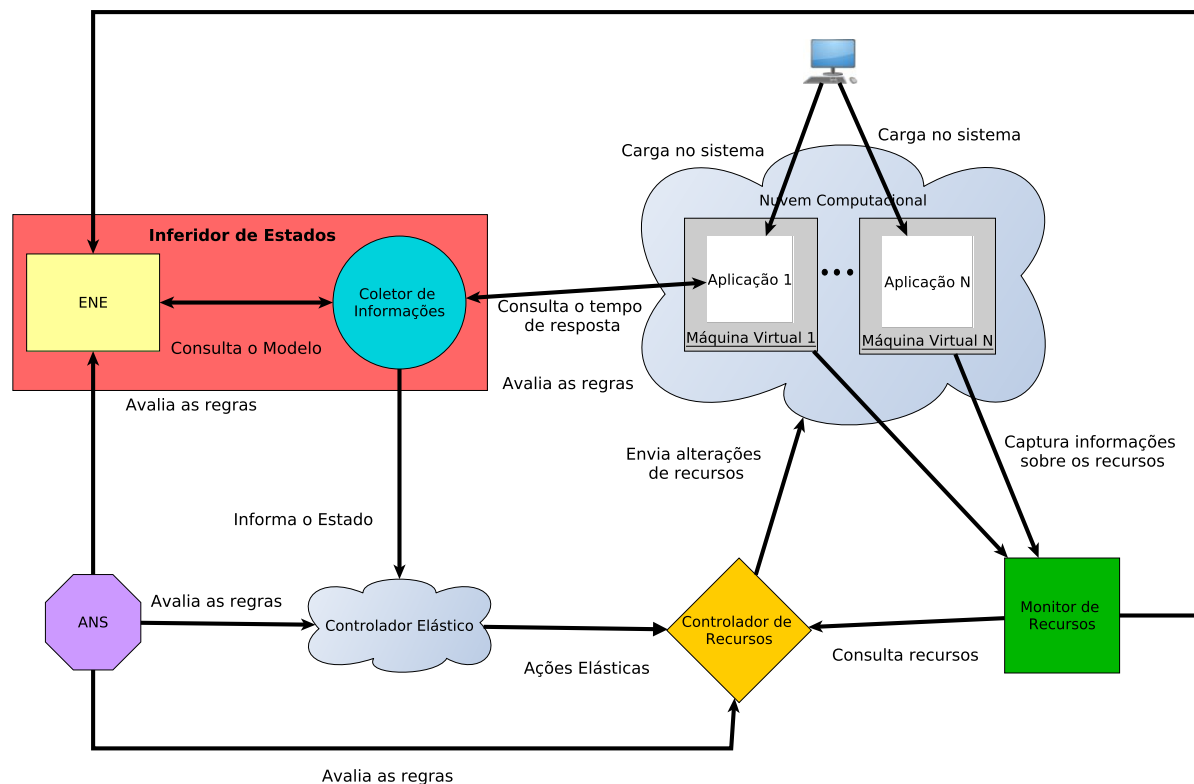 Carga no sistema
Carga no sistema
Nuvem Computacional
Inferidor de Estados
ENE
Coletor de
Informações
Consulta o Modelo
Consulta o tempo
de resposta
Aplicação 1
Máquina Virtual 1
Aplicação N
Máquina Virtual N
Avalia as regras
Avalia as regras
Envia alterações
de recursos
Captura informações
sobre os recursos
Informa o Estado
ANS
Avalia as regras
Controlador Elástico
Ações Elásticas
Controlador de
Recursos
Consulta recursos
Monitor de
Recursos
Avalia as regras